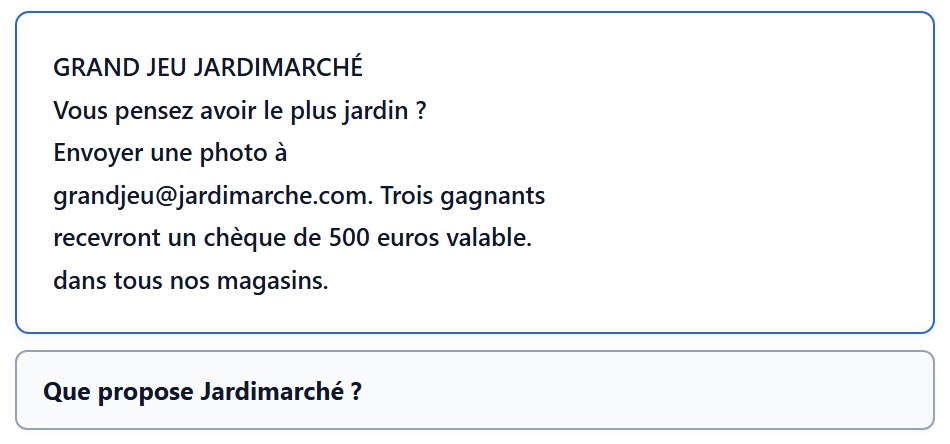 GRAND JEU JARDIMARCHÉ
Vous pensez avoir le plus jardin ?
Envoyer une photo à
grandjeu@jardimarche.com. Trois gagnants
recevront un chèque de 500 euros valable.
dans tous nos magasins.
Que propose Jardimarché ?